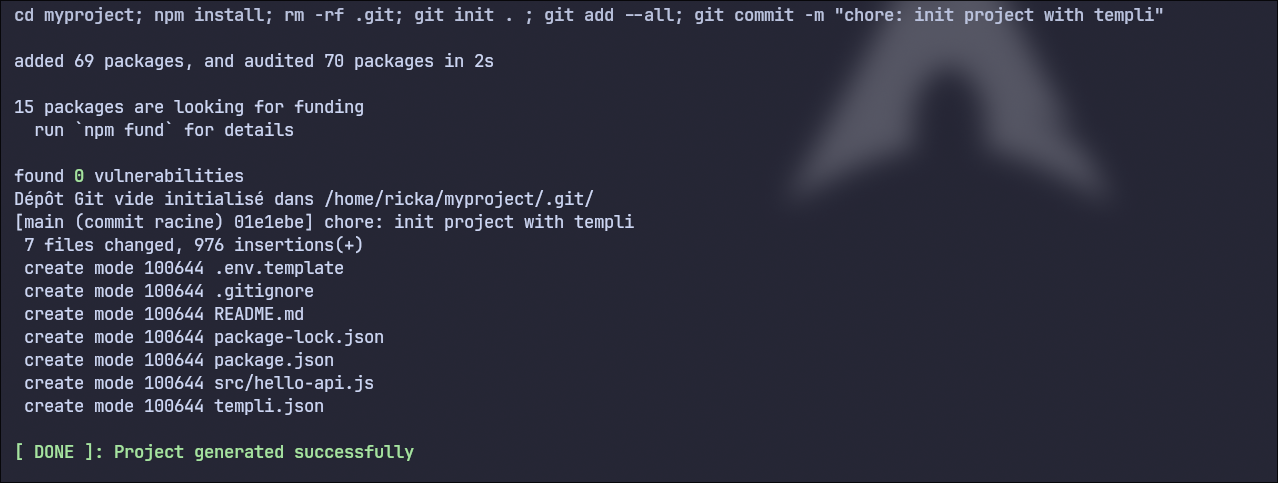 cd myproject; npm install; rm -rf .git; git init . ; git add --all; git commit -m "chore: init project with templi"
added 69 packages, and audited 70 packages in 2s
15 packages are looking for funding
run `npm fund` for details
found 0 vulnerabilities
Dépôt Git vide initialisé dans /home/ricka/myproject/.git/
[main (commit racine) 01e1ebe] chore: init project with templi
7 files changed, 976 insertions(+)
create mode 100644 .env.template
create mode 100644 .gitignore
create mode 100644 README.md
create mode 100644 package-lock.json
create mode 100644 package.json
create mode 100644 src/hello-api.js
create mode 100644 templi.json
[ DONE ]: Project generated successfully